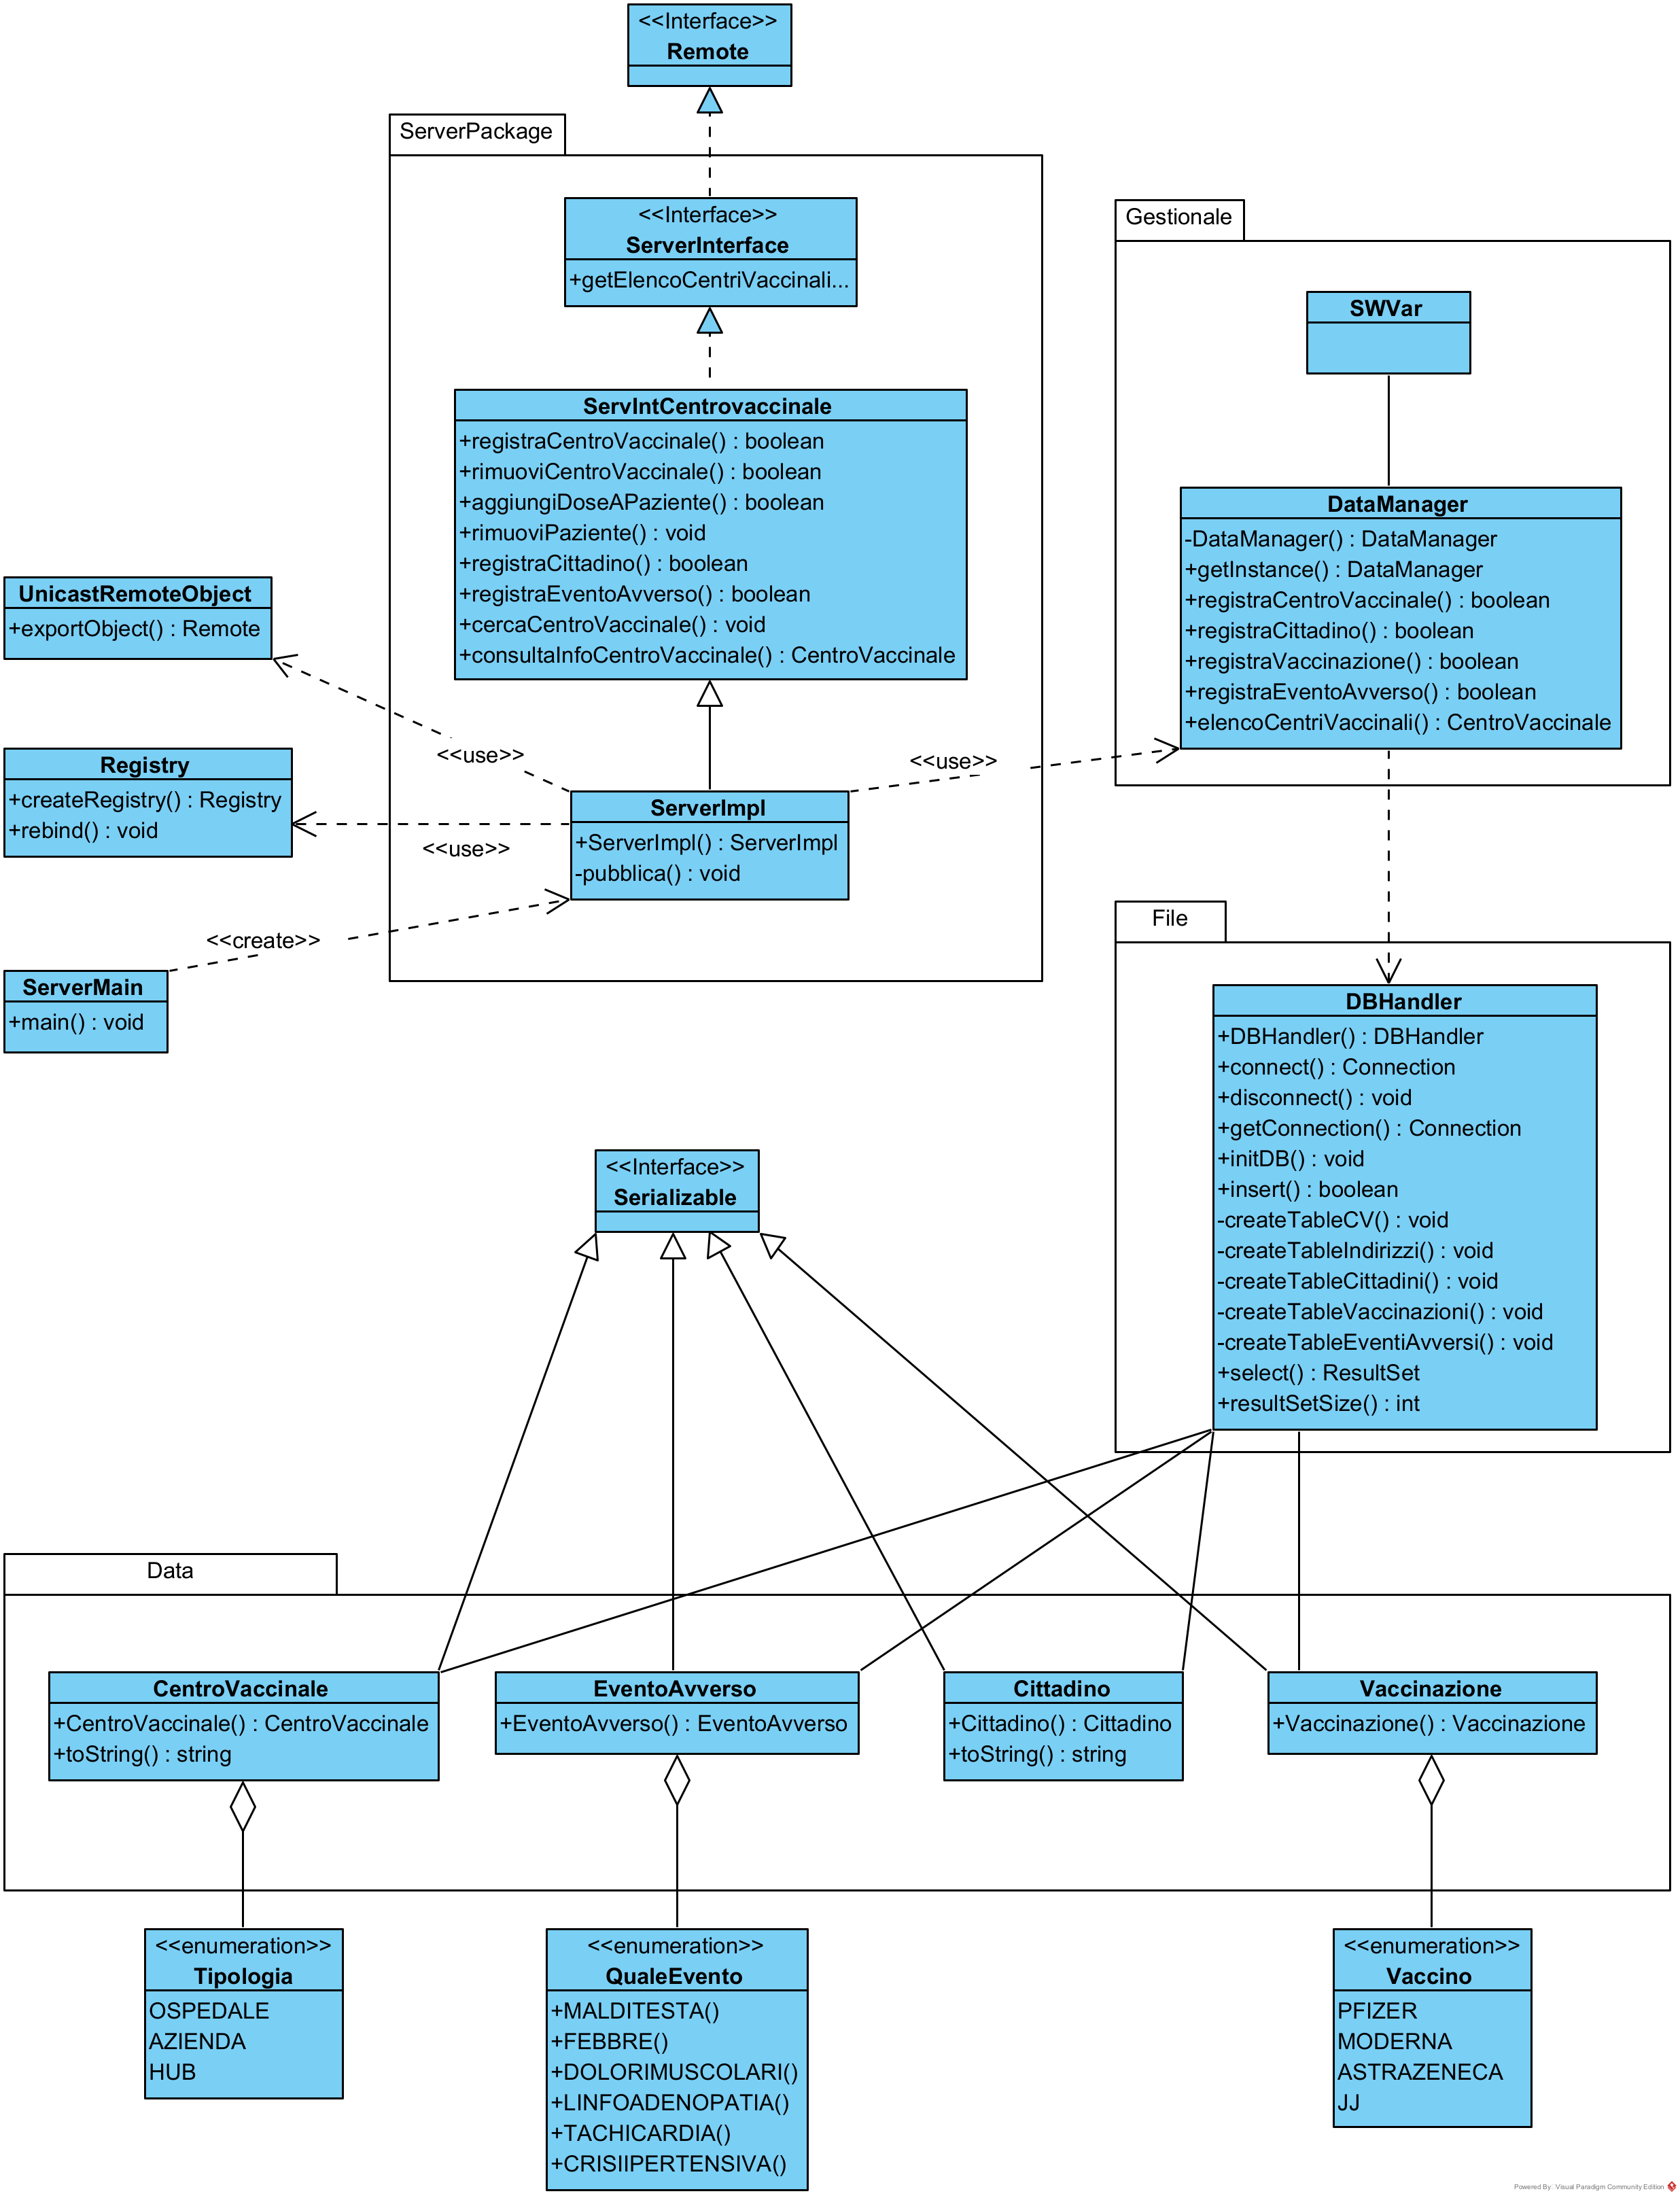 <<Interface>>
Remote
ServerPackage
<<Interface>>
ServerInterface
+getElencoCentriVaccinali...
ServIntCentrovaccinale
+registraCentroVaccinale() : boolean
+rimuoviCentroVaccinale() : boolean
+aggiungiDoseAPaziente() : boolean
+rimuoviPaziente() : void
+registraCittadino() : boolean
+registraEventoAvverso() : boolean
+cercaCentroVaccinale() : void
+consultaInfoCentroVaccinale() : CentroVaccinale
Gestionale
SWVar
DataManager
-DataManager() : DataManager
+getInstance() : DataManager
+registraCentroVaccinale() : boolean
+registraCittadino() : boolean
+registraVaccinazione() : boolean
+registraEventoAvverso() : boolean
+elencoCentriVaccinali() : CentroVaccinale
UnicastRemoteObject
+exportObject() : Remote
<<use>>
<<use>>
Registry
+createRegistry() : Registry
+rebind() : void
<<use>>
ServerImpl
+ServerImpl() : ServerImpl
-pubblica() : void
<<create>>
ServerMain
+main() : void
File
DBHandler
+DBHandler() : DBHandler
+connect() : Connection
+disconnect() : void
+getConnection() : Connection
+initDB() : void
+insert() : boolean
-createTableCV() : void
-createTableIndirizzi() : void
-createTableCittadini() : void
-createTableVaccinazioni() : void
-createTableEventiAvversi() : void
+select() : ResultSet
+resultSetSize() : int
<<Interface>>
Serializable
Data
CentroVaccinale
+CentroVaccinale() : CentroVaccinale
+toString() : string
EventoAvverso
+EventoAvverso() : EventoAvverso
Cittadino
+Cittadino() : Cittadino
+toString() : string
Vaccinazione
+Vaccinazione() : Vaccinazione
<<enumeration>>
Tipologia
OSPEDALE
AZIENDA
HUB
<<enumeration>>
QualeEvento
+MALDITESTA()
+FEBBRE()
+DOLORIMUSCOLARI()
+LINFOADENOPATIA()
+TACHICARDIA()
+CRISIIPERTENSIVA()
<<enumeration>>
Vaccino
PFIZER
MODERNA
ASTRAZENECA
JJ
Powered By: Visual Paradigm Community Edition